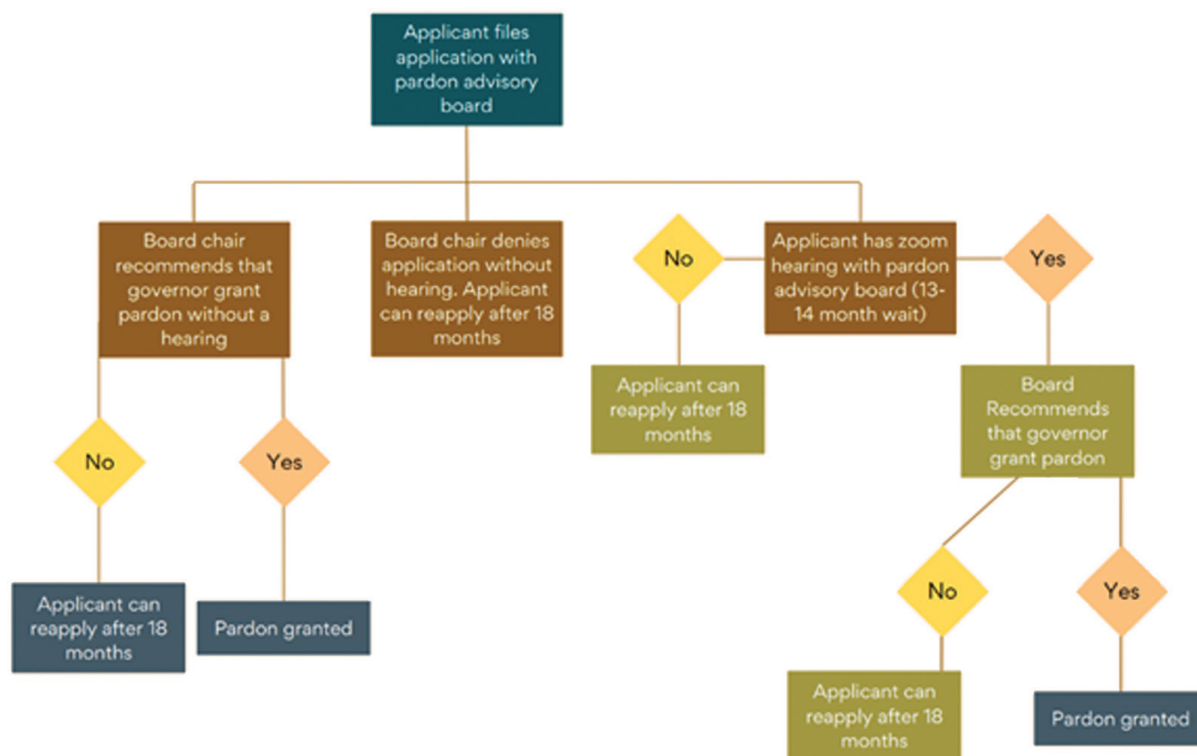 Applicant files
application with
pardon advisory
board
Board chair
recommends that
governor grant
pardon without a
hearing
Board chair denies
application without
hearing. Applicant
can reapply after 18
months
No
Applicant has zoom
hearing with pardon
advisory board (13-
14 month wait)
Yes
Applicant can
reapply after 18
months
Board
Recommends
that governor
grant pardon
No
Yes
Applicant can
reapply after 18
months
Pardon granted
No
Yes
Applicant can
reapply after 18
months
Pardon granted